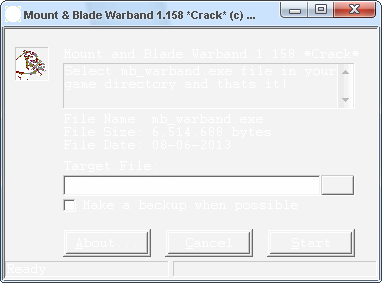 Mount & Blade Warband 1.158 *Crack* (c) ...
Mount and Blade Warband 1 158 *Crack*
Select mb_warband exe file in your
game directory end thats it!
File Name  mb_warband exe
File Size  6 514 688 bytes
File Date  08-06-2013
Target File
Make a backup when possible
About
Cancel
Start
Ready